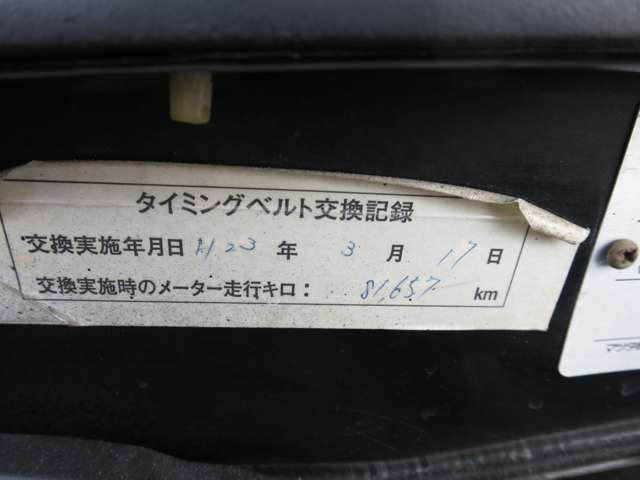 タイミングベルト交換記録
交換実施年月日 H23 年 3 月 17 日
交換実施時のメーター走行キロ: 81,657 km